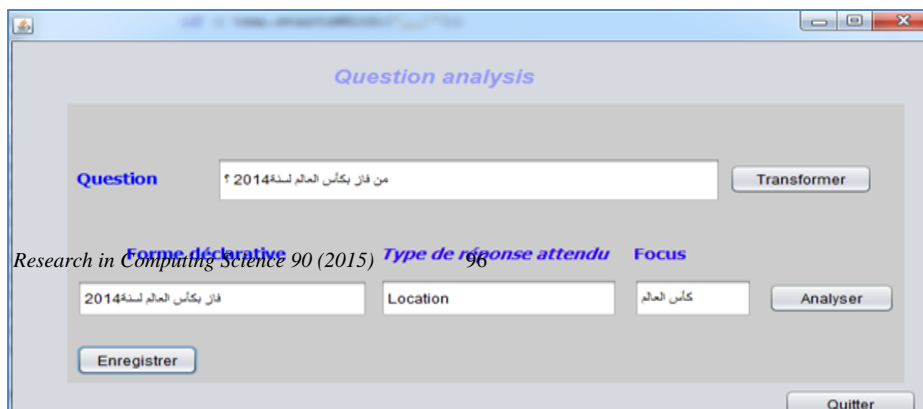 Question analysis
Question من فاز بكأس العالم لسنة2014 ؟ Transformer
Forme déclarative Type de réponse attendu Focus
Research in Computing Science 90 (2015) 96
فاز بكأس العالم لسنة2014 Location كأس العالم Analyser
Enregistrer
Quitter